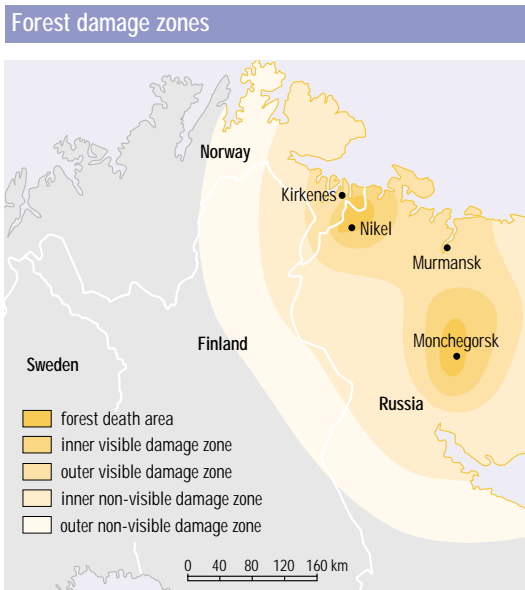 Forest damage zones
Norway
Kirkenes
Nikel
Murmansk
Finland
Monchegorsk
Sweden
Russia
forest death area
inner visible damage zone
outer visible damage zone
inner non-visible damage zone
outer non-visible damage zone
0 40 80 120 160 km